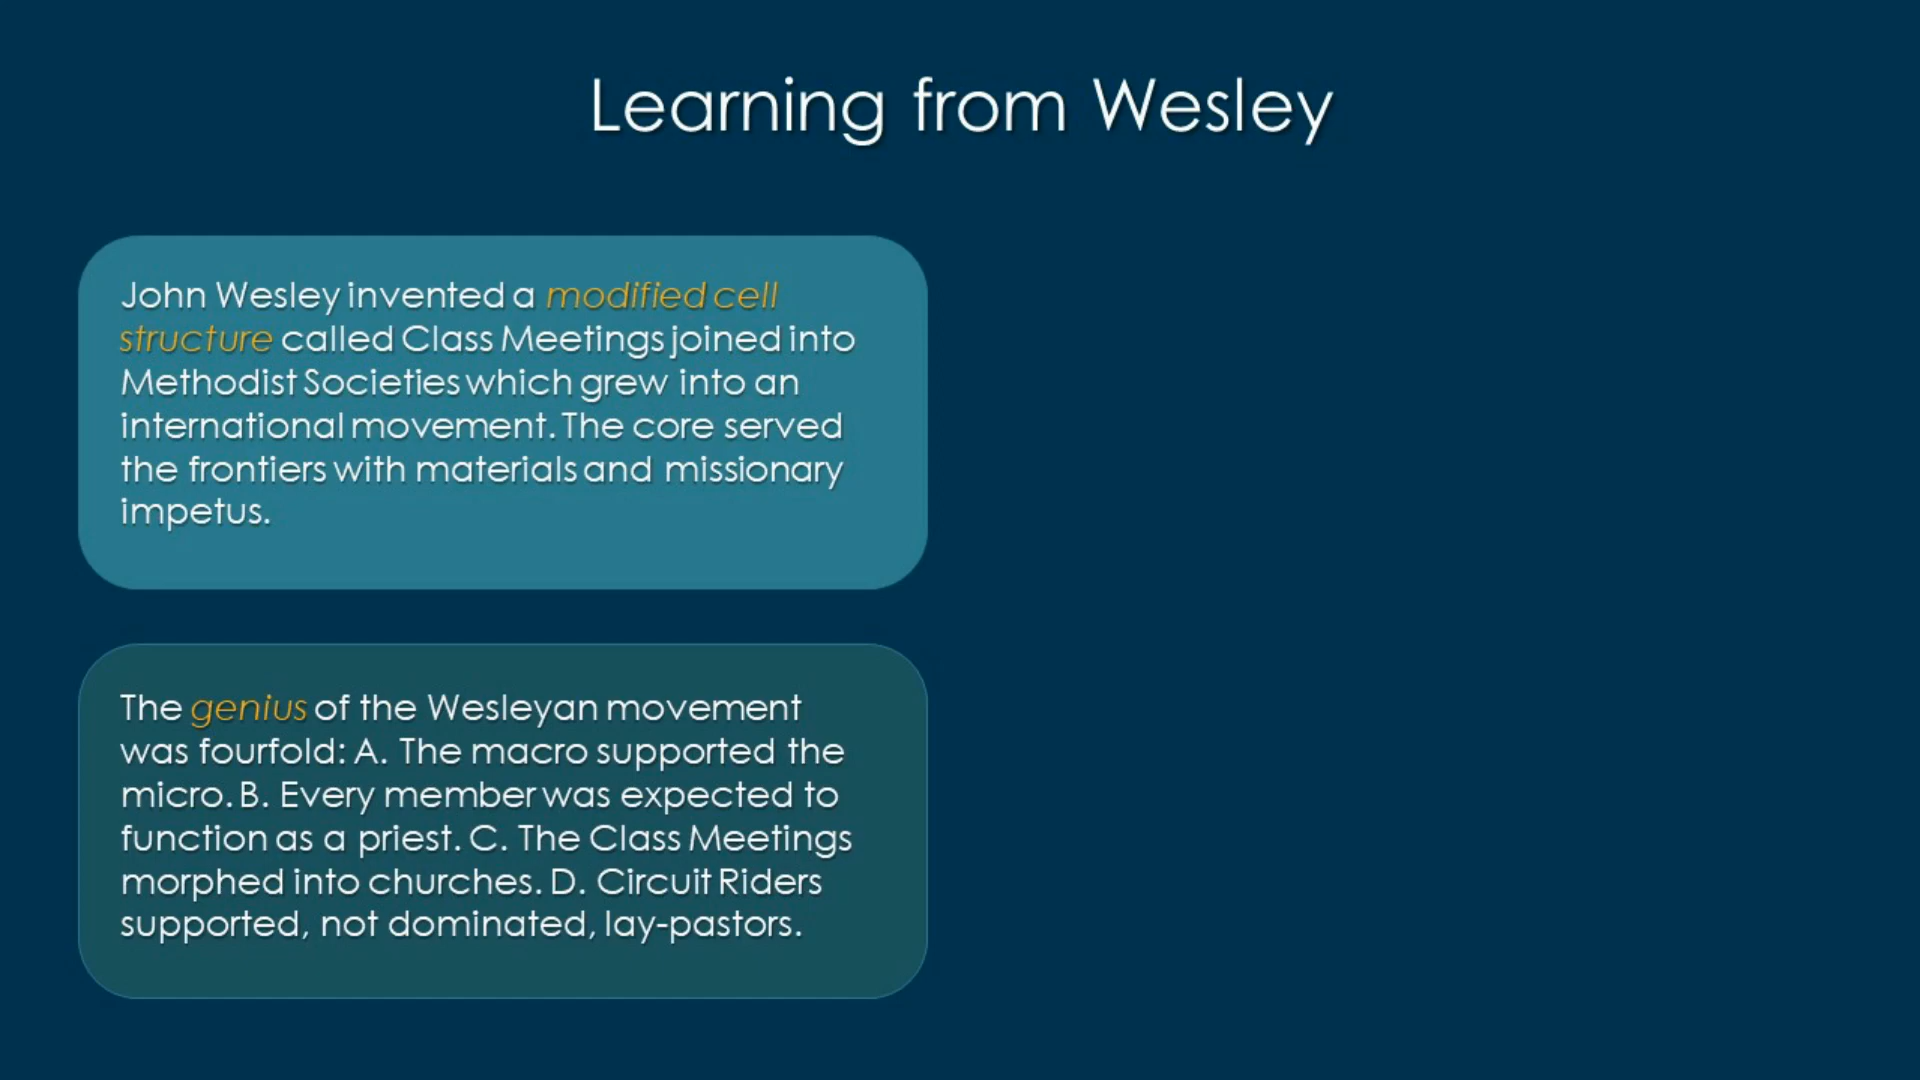 Learning from Wesley
John Wesley invented a modified cell
structure called Class Meetings joined into
Methodist Societies which grew into an
international movement. The core served
the frontiers with materials and missionary
impetus.
The genius of the Wesleyan movement
was fourfold: A. The macro supported the
micro. B. Every member was expected to
function as a priest. C. The Class Meetings
morphed into churches. D. Circuit Riders
supported, not dominated, lay-pastors.